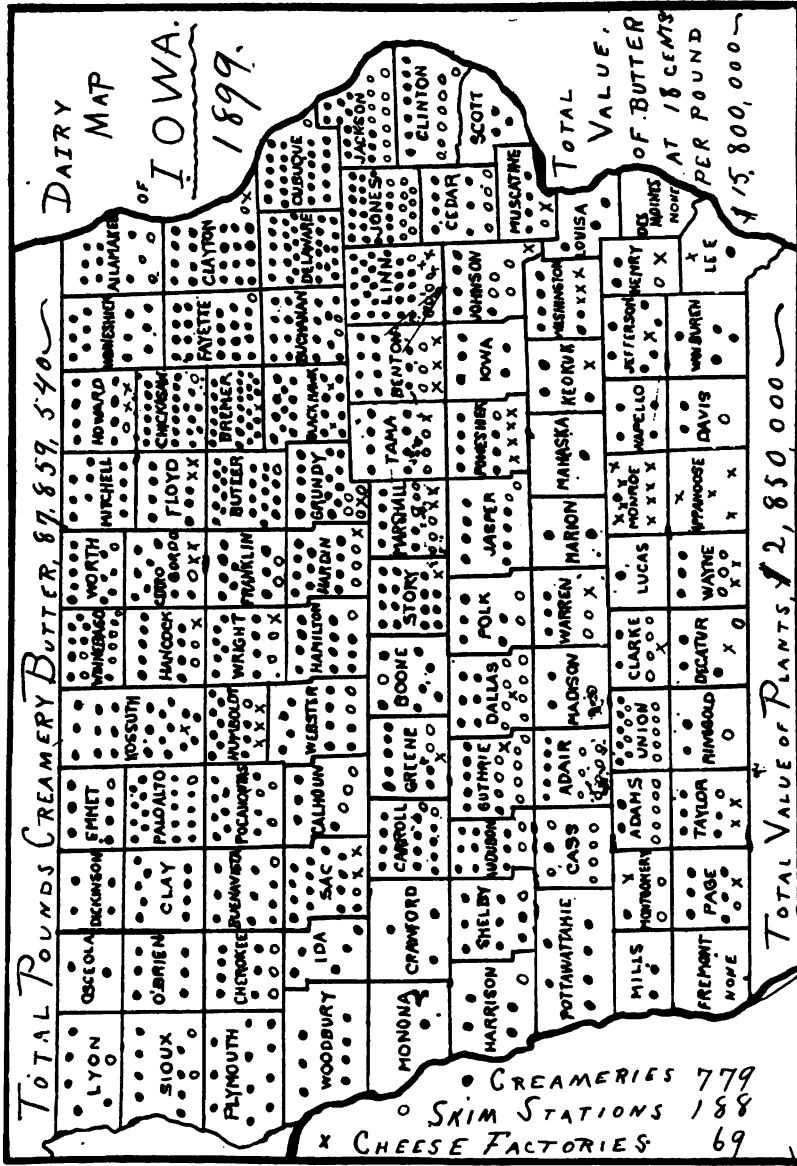 TOTAL POUNDS CREAMERY BUTTER, 87,859,540
DAIRY
MAP
OF
IOWA.
1899.
LYON
OSCEOLA
DICKINSON
EMMET
KOSSUTH
WINNEBAGO
WORTH
MITCHELL
HOWARD
WINNESHICK
ALLAMAKEE
SIOUX
O'BRIEN
CLAY
PALO ALTO
HANCOCK
CERRO
GORDO
FLOYD
CHICKASAW
FAYETTE
CLAYTON
PLYMOUTH
CHEROKEE
BUENA VISTA
POCAHONTAS
HUMBOLDT
WRIGHT
FRANKLIN
BUTLER
BREMER
BUCHANAN
DELAWARE
DUBUQUE
WOODBURY
IDA
SAC
CALHOUN
WEBSTER
HAMILTON
HARDIN
GRUNDY
BLACKHAWK
LINN
JONES
JACKSON
MONONA
CRAWFORD
CARROLL
GREENE
BOONE
STORY
MARSHALL
TAMA
BENTON
CEDAR
CLINTON
HARRISON
SHELBY
AUDUBON
GUTHRIE
DALLAS
POLK
JASPER
POWESHIEK
IOWA
JOHNSON
MUSCATINE
SCOTT
POTTAWATTAMIE
CASS
ADAIR
MADISON
WARREN
MARION
MAHASKA
KEOKUK
WASHINGTON
LOUISA
MILLS
MONTGOMERY
ADAMS
UNION
CLARKE
LUCAS
MONROE
WAPELLO
JEFFERSON
HENRY
DES
MOINES
NONE
FREMONT
NONE
PAGE
TAYLOR
RINGGOLD
DECATUR
WAYNE
APPANOOSE
DAVIS
VAN BUREN
LEE
TOTAL
VALUE.
OF BUTTER
AT 18 CENTS
PER POUND
$15,800,000
TOTAL VALUE OF PLANTS, $2,850,000
• CREAMERIES 779
o SKIM STATIONS 188
x CHEESE FACTORIES 69